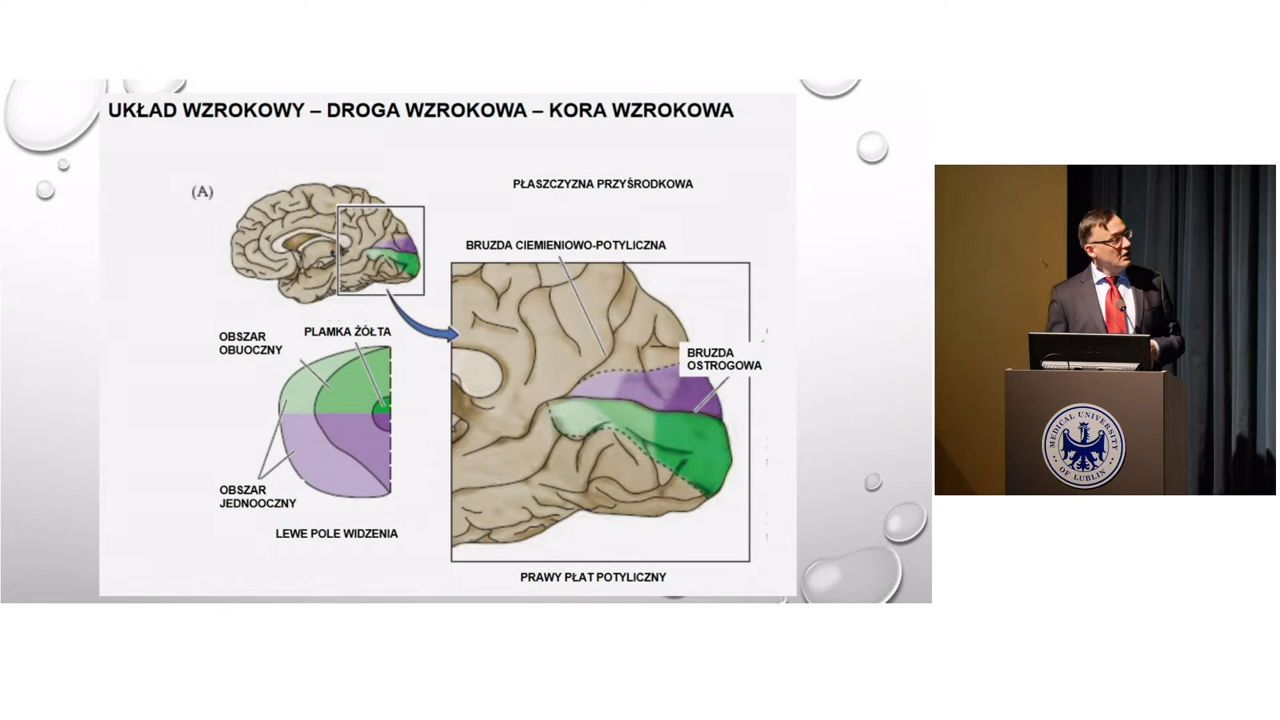 UKŁAD WZROKOWY – DROGA WZROKOWA – KORA WZROKOWA
(A)
PŁASZCZYZNA PRZYŚRODKOWA
BRUZDA CIEMIENIOWO-POTYLICZNA
OBSZAR
OBUOCZNY
PLAMKA ŻÓŁTA
BRUZDA
OSTROGOWA
OBSZAR
JEDNOOCZNY
LEWE POLE WIDZENIA
PRAWY PŁAT POTYLICZNY
MEDICAL UNIVERSITY
OF LUBLIN